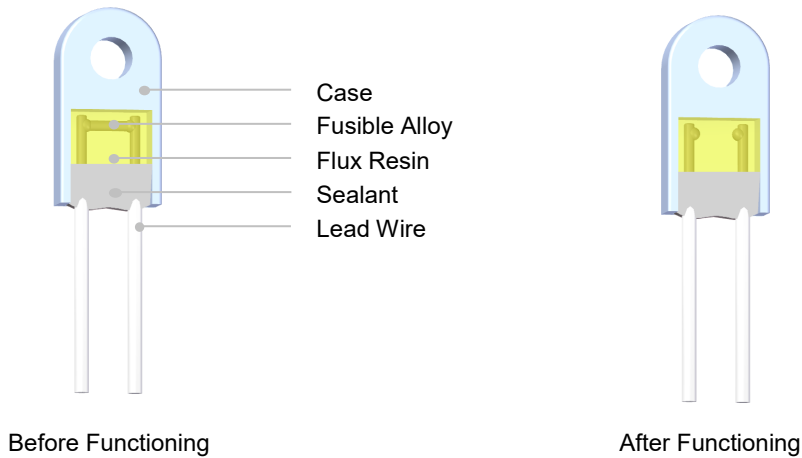 Case
Fusible Alloy
Flux Resin
Sealant
Lead Wire
Before Functioning
After Functioning